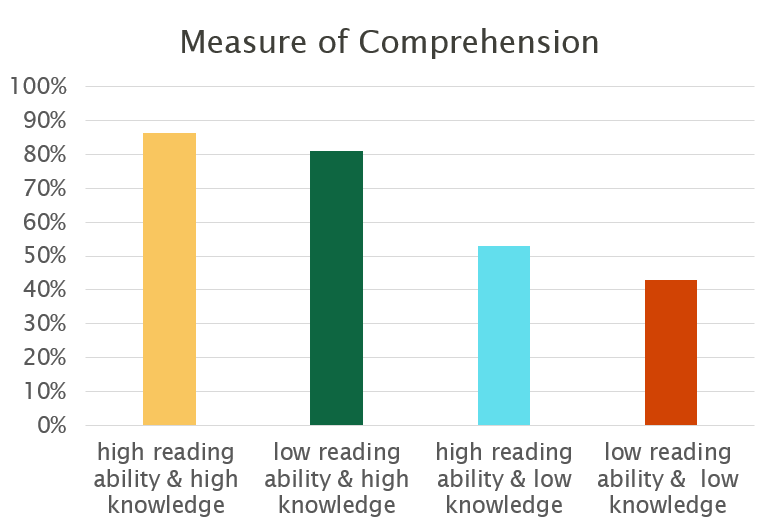 Measure of Comprehension
100%
90%
80%
70%
60%
50%
40%
30%
20%
10%
0%
high reading
ability & high
knowledge
low reading
ability & high
knowledge
high reading
ability & low
knowledge
low reading
ability &  low
knowledge